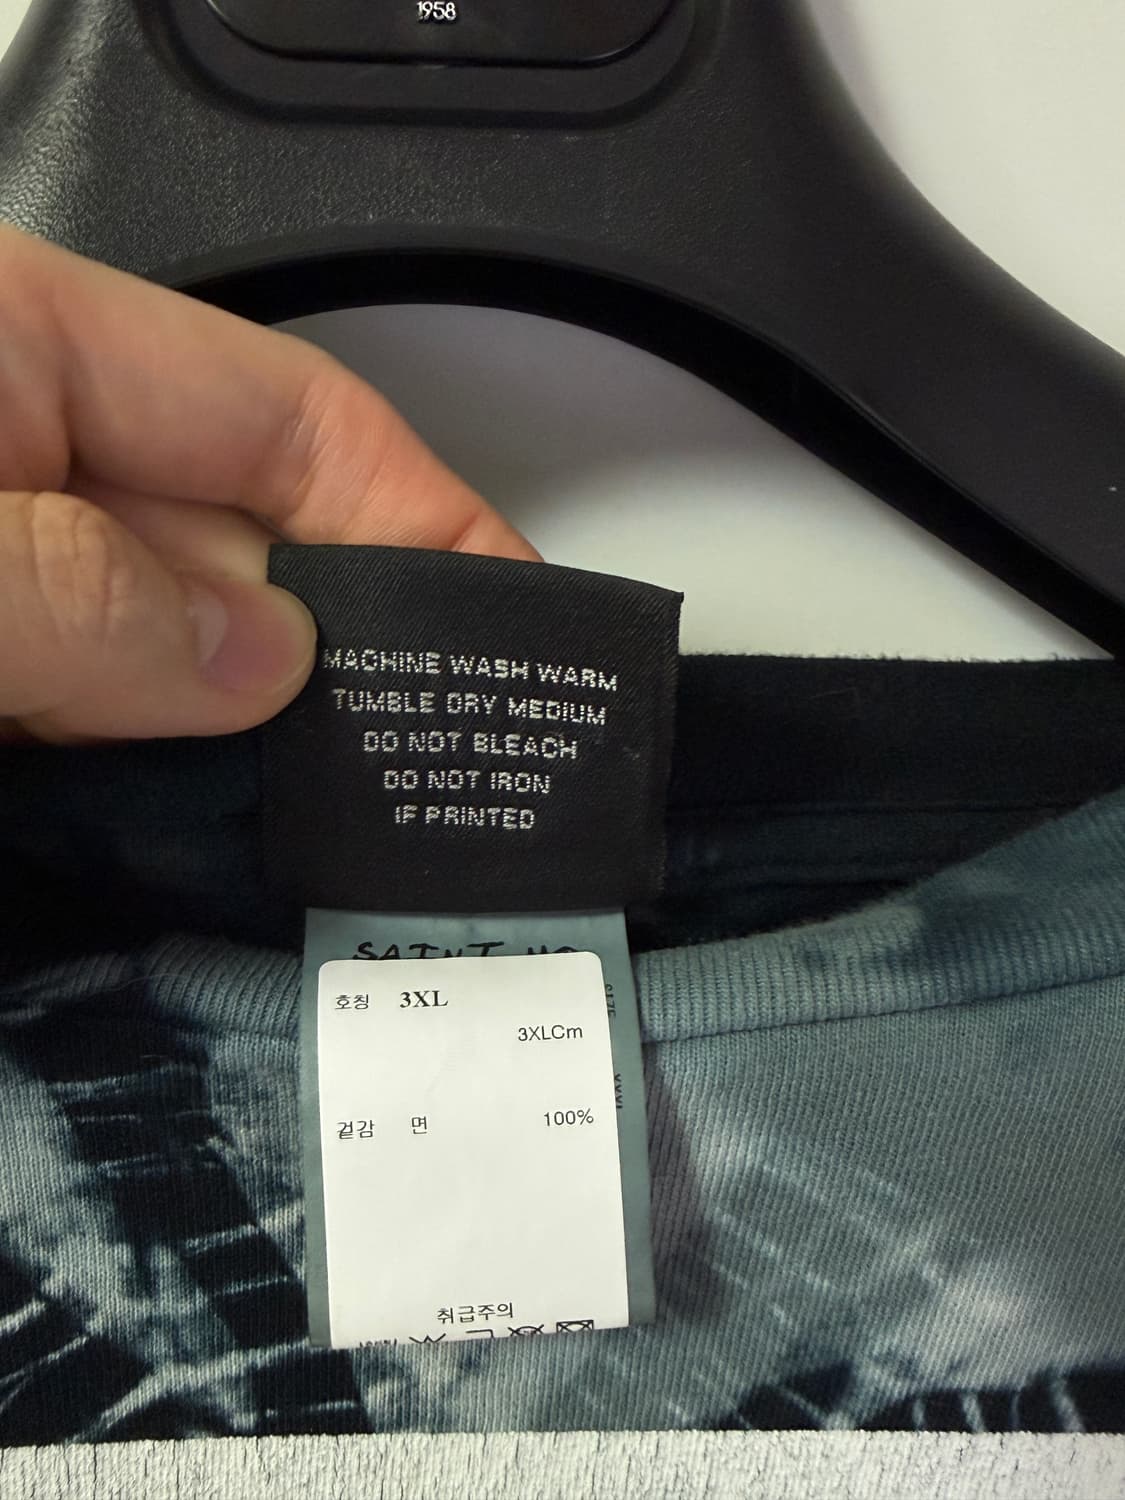 1958
MACHINE WASH WARM
TUMBLE DRY MEDIUM
DO NOT BLEACH
DO NOT IRON
IF PRINTED
SAINT
호칭 3XL
3XLCm
겉감 면 100%
취급주의